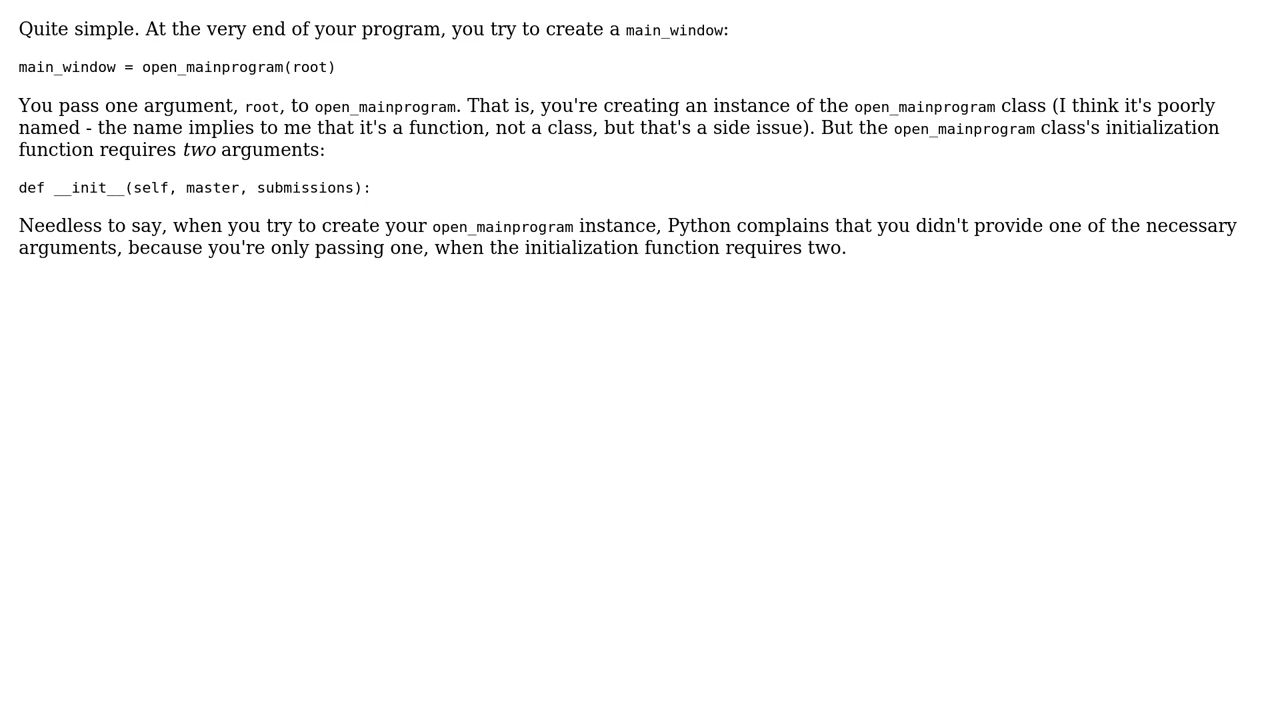 Quite simple. At the very end of your program, you try to create a main_window:
main_window = open_mainprogram(root)
You pass one argument, root, to open_mainprogram. That is, you're creating an instance of the open_mainprogram class (I think it's poorly
named - the name implies to me that it's a function, not a class, but that's a side issue). But the open_mainprogram class's initialization
function requires two arguments:
def __init__(self, master, submissions):
Needless to say, when you try to create your open_mainprogram instance, Python complains that you didn't provide one of the necessary
arguments, because you're only passing one, when the initialization function requires two.